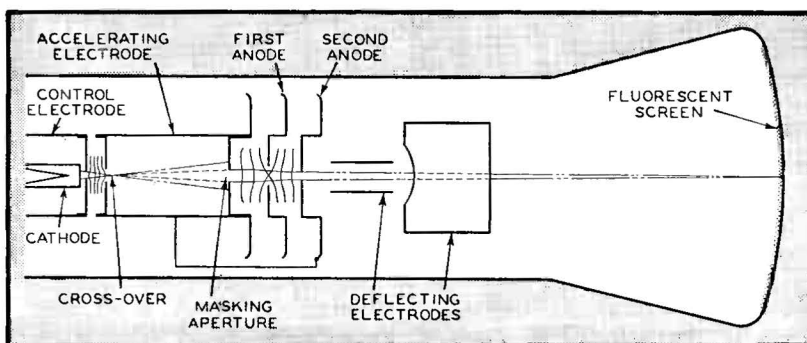 ACCELERATING
ELECTRODE
FIRST
ANODE
SECOND
ANODE
CONTROL
ELECTRODE
FLUORESCENT
SCREEN
CATHODE
CROSS-OVER
MASKING
APERTURE
DEFLECTING
ELECTRODES